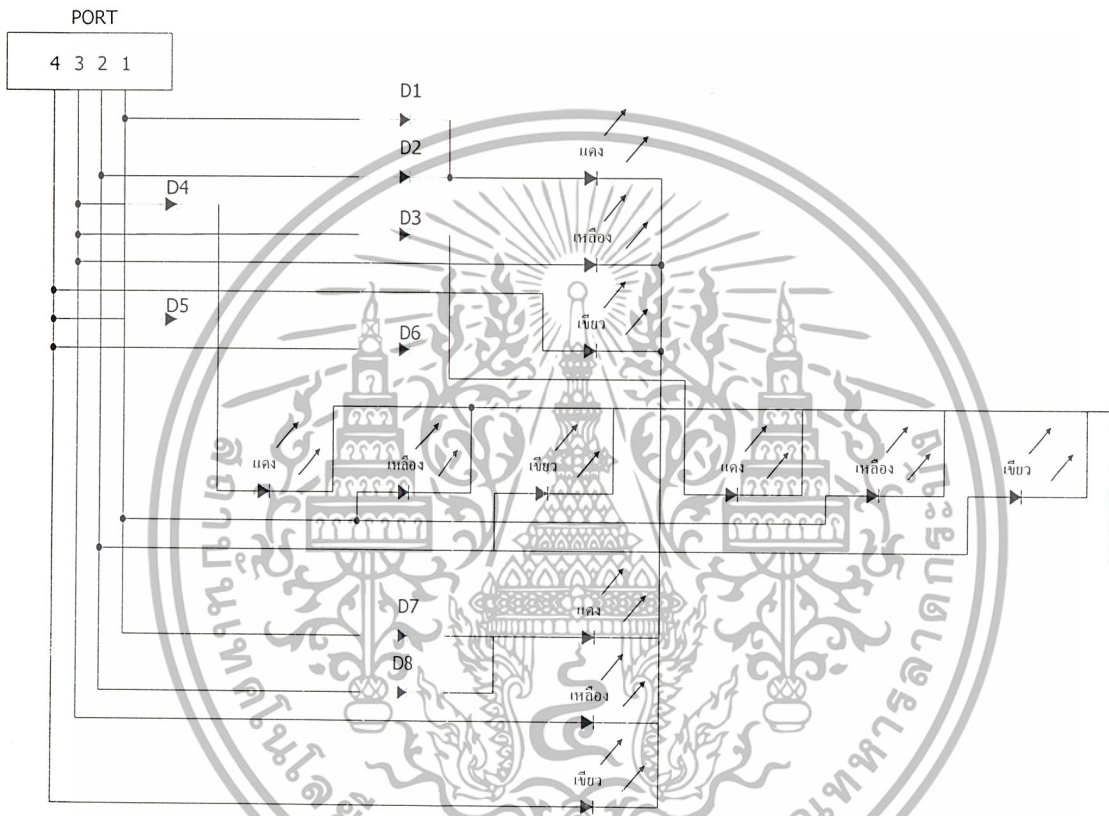 PORT
4 3 2 1
D1
D2
แดง
D4
D3
เหลือง
D5
เขียว
D6
แดง เหลือง เขียว แดง เหลือง เขียว
แดง
D7
D8
เหลือง
เขียว